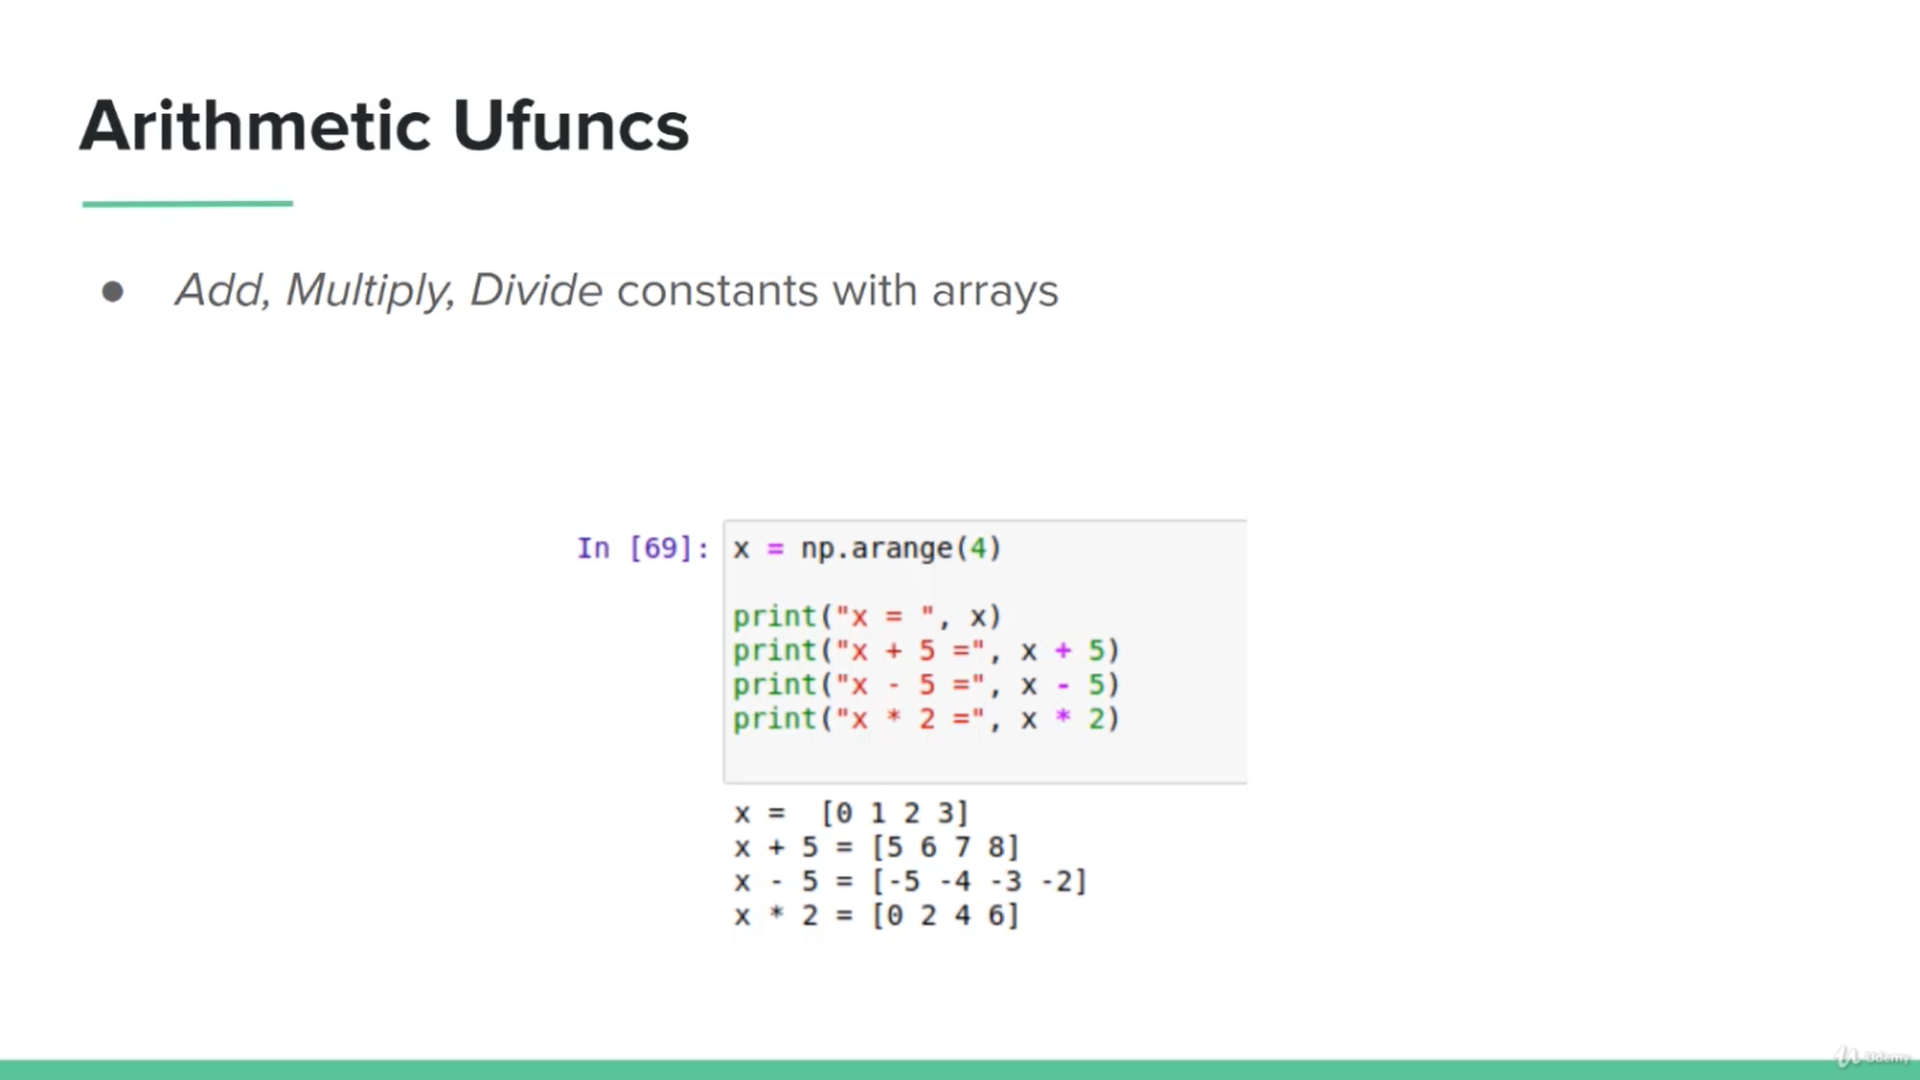 Arithmetic Ufuncs
● Add, Multiply, Divide constants with arrays
In [69]: x = np.arange(4)
print("x = ", x)
print("x + 5 =", x + 5)
print("x - 5 =", x - 5)
print("x * 2 =", x * 2)
x =  [0 1 2 3]
x + 5 = [5 6 7 8]
x - 5 = [-5 -4 -3 -2]
x * 2 = [0 2 4 6]
Udemy